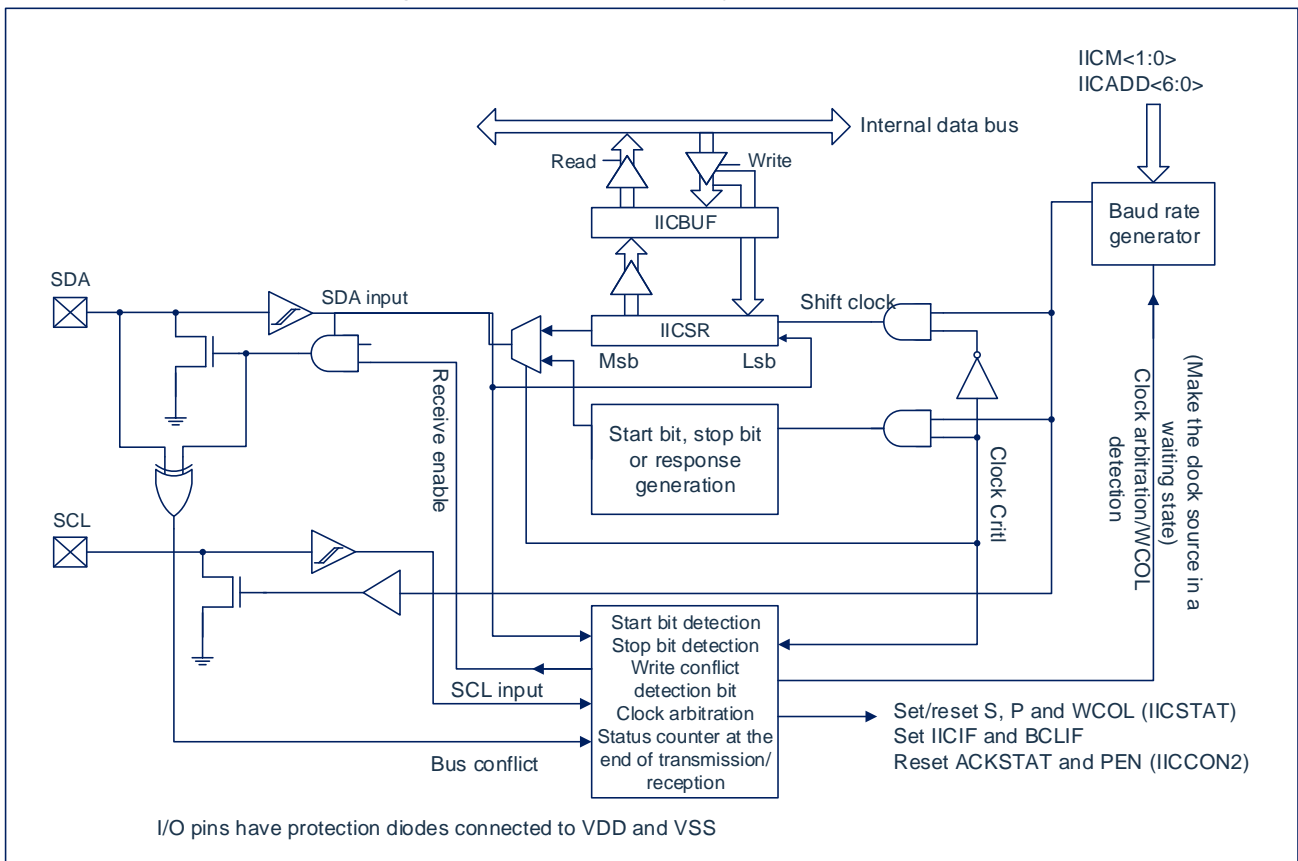 IICM<1:0>
IICADD<6:0>
Internal data bus
Read
Write
IICBUF
Baud rate
generator
SDA
SDA input
Shift clock
IICSR
Msb
Lsb
Receive enable
Start bit, stop bit
or response
generation
Clock Critl
(Make the clock source in a
waiting state)
Clock arbitration/WCOL
detection
SCL
Start bit detection
Stop bit detection
Write conflict
detection bit
Clock arbitration
Status counter at the
end of transmission/
reception
SCL input
Bus conflict
Set/reset S, P and WCOL (IICSTAT)
Set IICIF and BCLIF
Reset ACKSTAT and PEN (IICCON2)
I/O pins have protection diodes connected to VDD and VSS